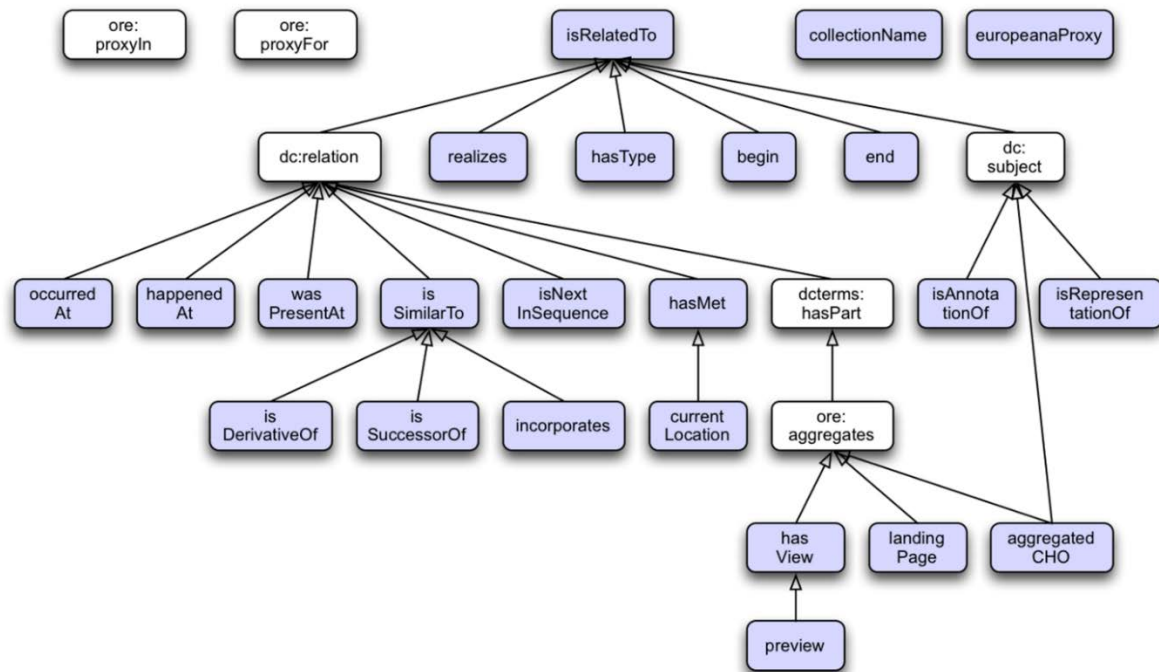 ore:
proxyIn
ore:
proxyFor
isRelatedTo
collectionName
europeanaProxy
dc:relation
realizes
hasType
begin
end
dc:
subject
occurred
At
happened
At
was
PresentAt
is
SimilarTo
isNext
InSequence
hasMet
dcterms:
hasPart
isAnnota
tionOf
isRepresen
tationOf
is
DerivativeOf
is
SuccessorOf
incorporates
current
Location
ore:
aggregates
has
View
landing
Page
aggregated
CHO
preview